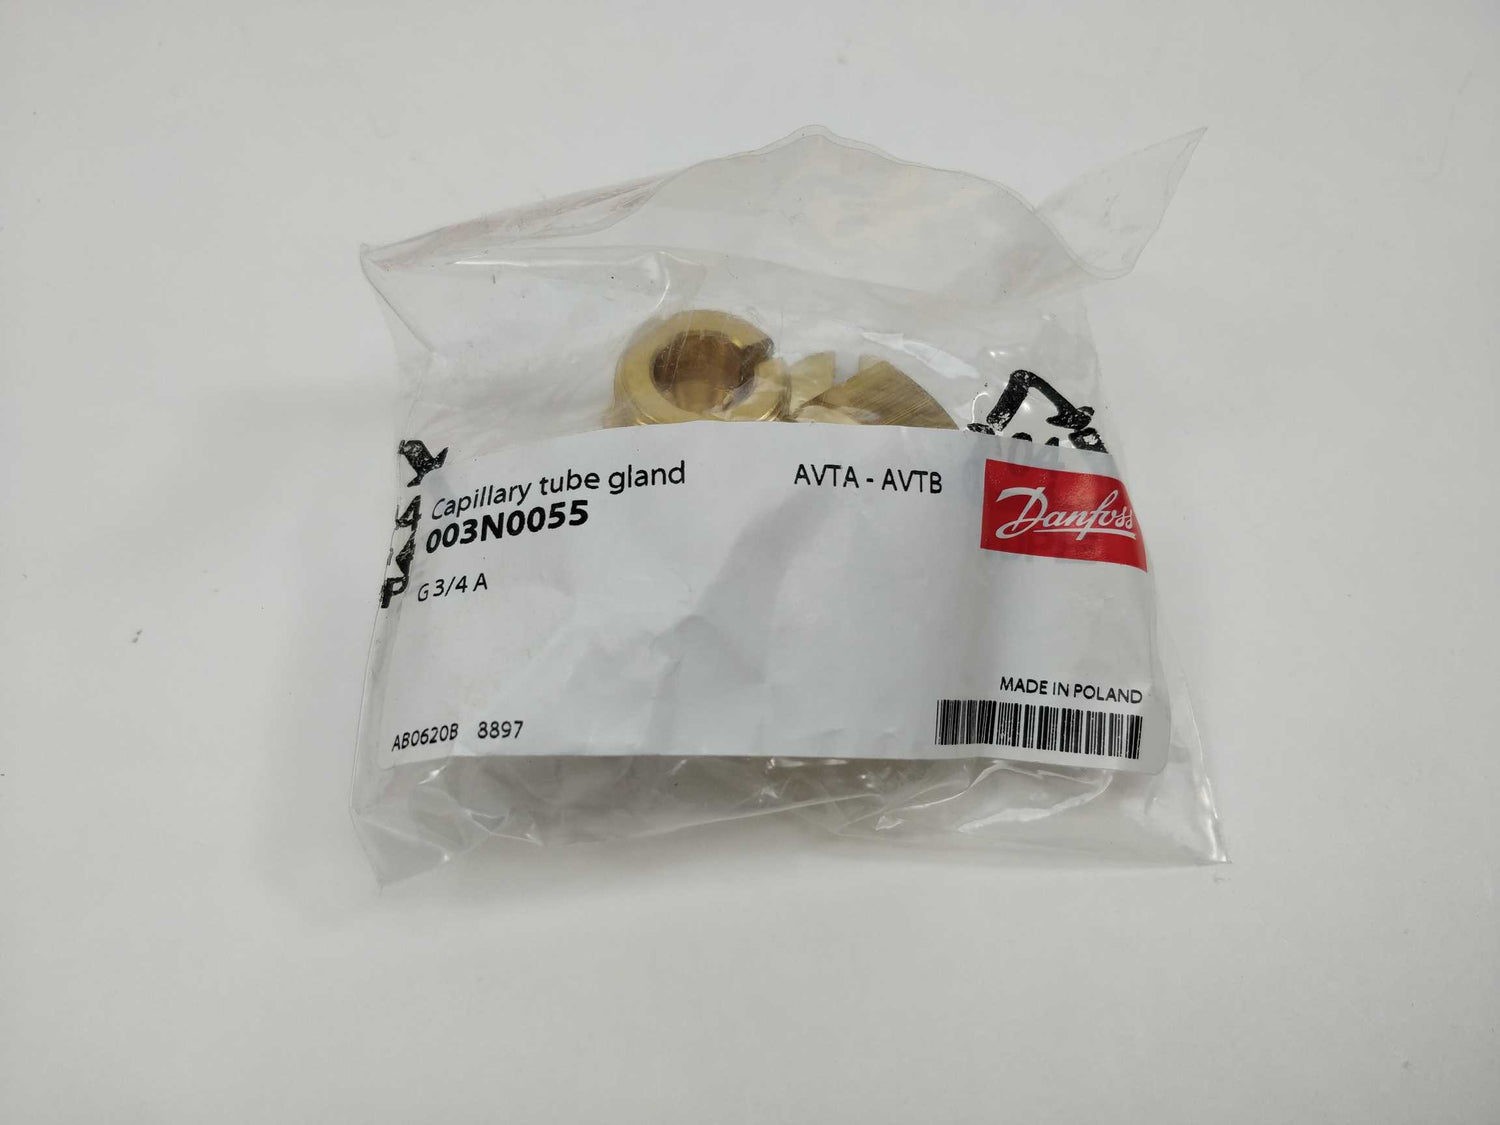 Capillary tube gland
003N0055
G 3/4 A
AVTA - AVTB
Danfoss
MADE IN POLAND
AB0620B 8897